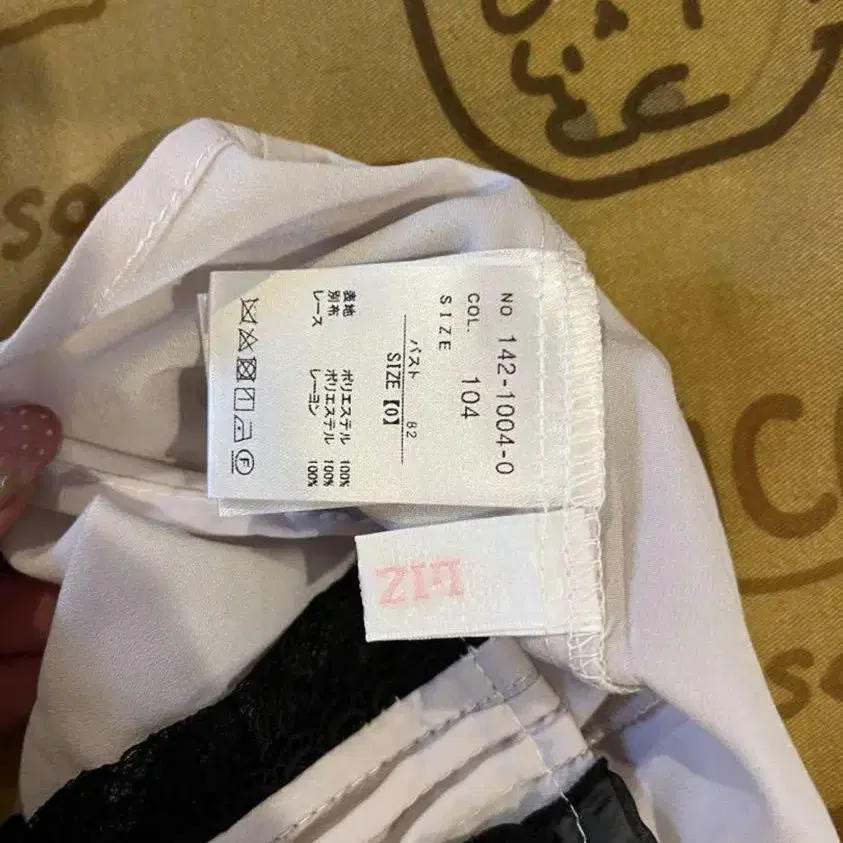 NO 142-1004-0
COL. 104
SIZE
バスト 82
SIZE【0】
表地 ポリエステル 100%
別布 ポリエステル 100%
レース レーヨン 100%
F
LIZ